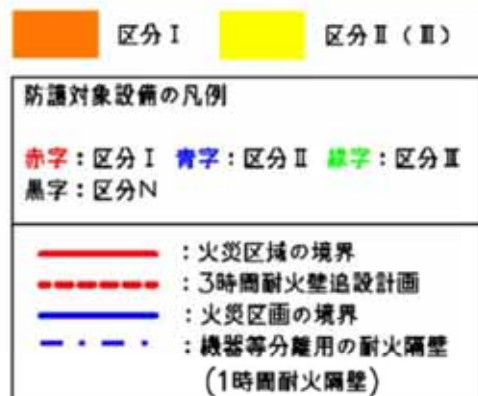 区分Ⅰ 区分Ⅱ(Ⅲ)
防護対象設備の凡例
赤字:区分Ⅰ 青字:区分Ⅱ 緑字:区分Ⅲ
黒字:区分N
:火災区域の境界
:3時間耐火壁追設計画
:火災区画の境界
:機器等分離用の耐火隔壁
(1時間耐火隔壁)